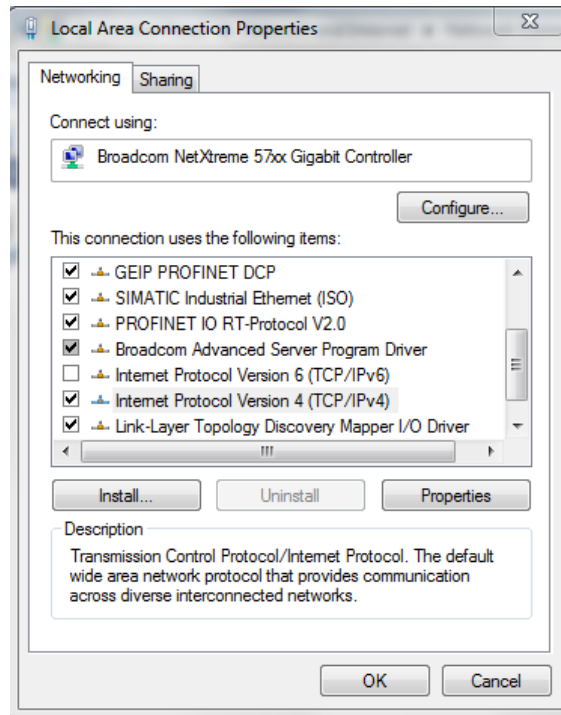 Local Area Connection Properties
Networking
Sharing
Connect using:
Broadcom NetXtreme 57xx Gigabit Controller
Configure...
This connection uses the following items:
GEIP PROFINET DCP
SIMATIC Industrial Ethernet (ISO)
PROFINET IO RT-Protocol V2.0
Broadcom Advanced Server Program Driver
Internet Protocol Version 6 (TCP/IPv6)
Internet Protocol Version 4 (TCP/IPv4)
Link-Layer Topology Discovery Mapper I/O Driver
Install...
Uninstall
Properties
Description
Transmission Control Protocol/Internet Protocol. The default
wide area network protocol that provides communication
across diverse interconnected networks.
OK
Cancel